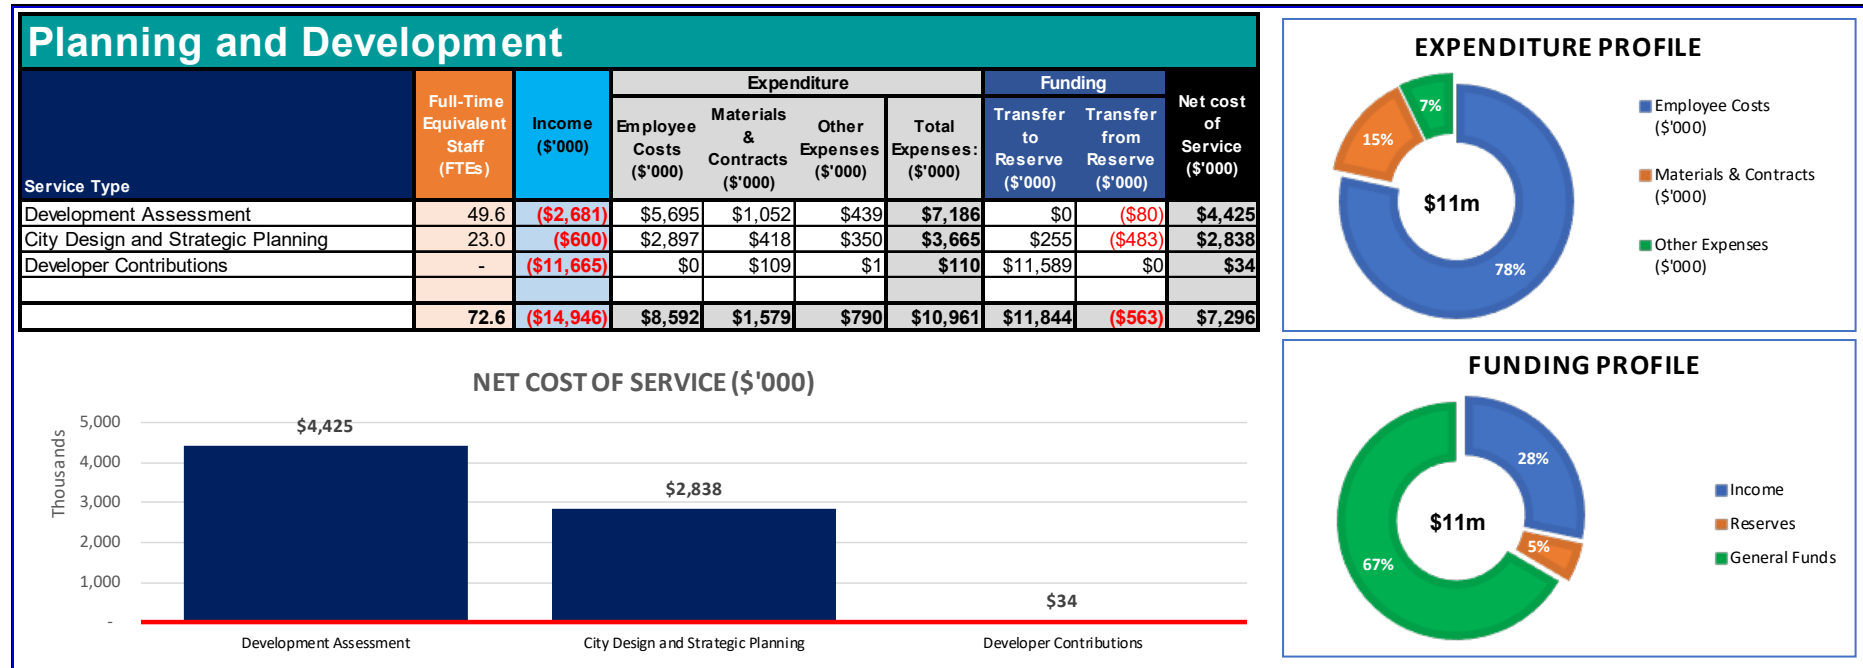 Planning and Development
Service Type
Full-Time
Equivalent
Staff
(FTEs)
Income
($'000)
Expenditure
Employee
Costs
($'000)
Materials
&
Contracts
($'000)
Other
Expenses
($'000)
Total
Expenses:
($'000)
Funding
Transfer
to
Reserve
($'000)
Transfer
from
Reserve
($'000)
Net cost
of
Service
($'000)
Development Assessment 49.6 ($2,681) $5,695 $1,052 $439 $7,186 $0 ($80) $4,425
City Design and Strategic Planning 23.0 ($600) $2,897 $418 $350 $3,665 $255 ($483) $2,838
Developer Contributions - ($11,665) $0 $109 $1 $110 $11,589 $0 $34
72.6 ($14,946) $8,592 $1,579 $790 $10,961 $11,844 ($563) $7,296
NET COST OF SERVICE ($'000)
Thousands
5,000
4,000
3,000
2,000
1,000
-
$4,425
$2,838
$34
Development Assessment
City Design and Strategic Planning
Developer Contributions
EXPENDITURE PROFILE
7%
15%
78%
$11m
Employee Costs
($'000)
Materials & Contracts
($'000)
Other Expenses
($'000)
FUNDING PROFILE
28%
5%
67%
$11m
Income
Reserves
General Funds